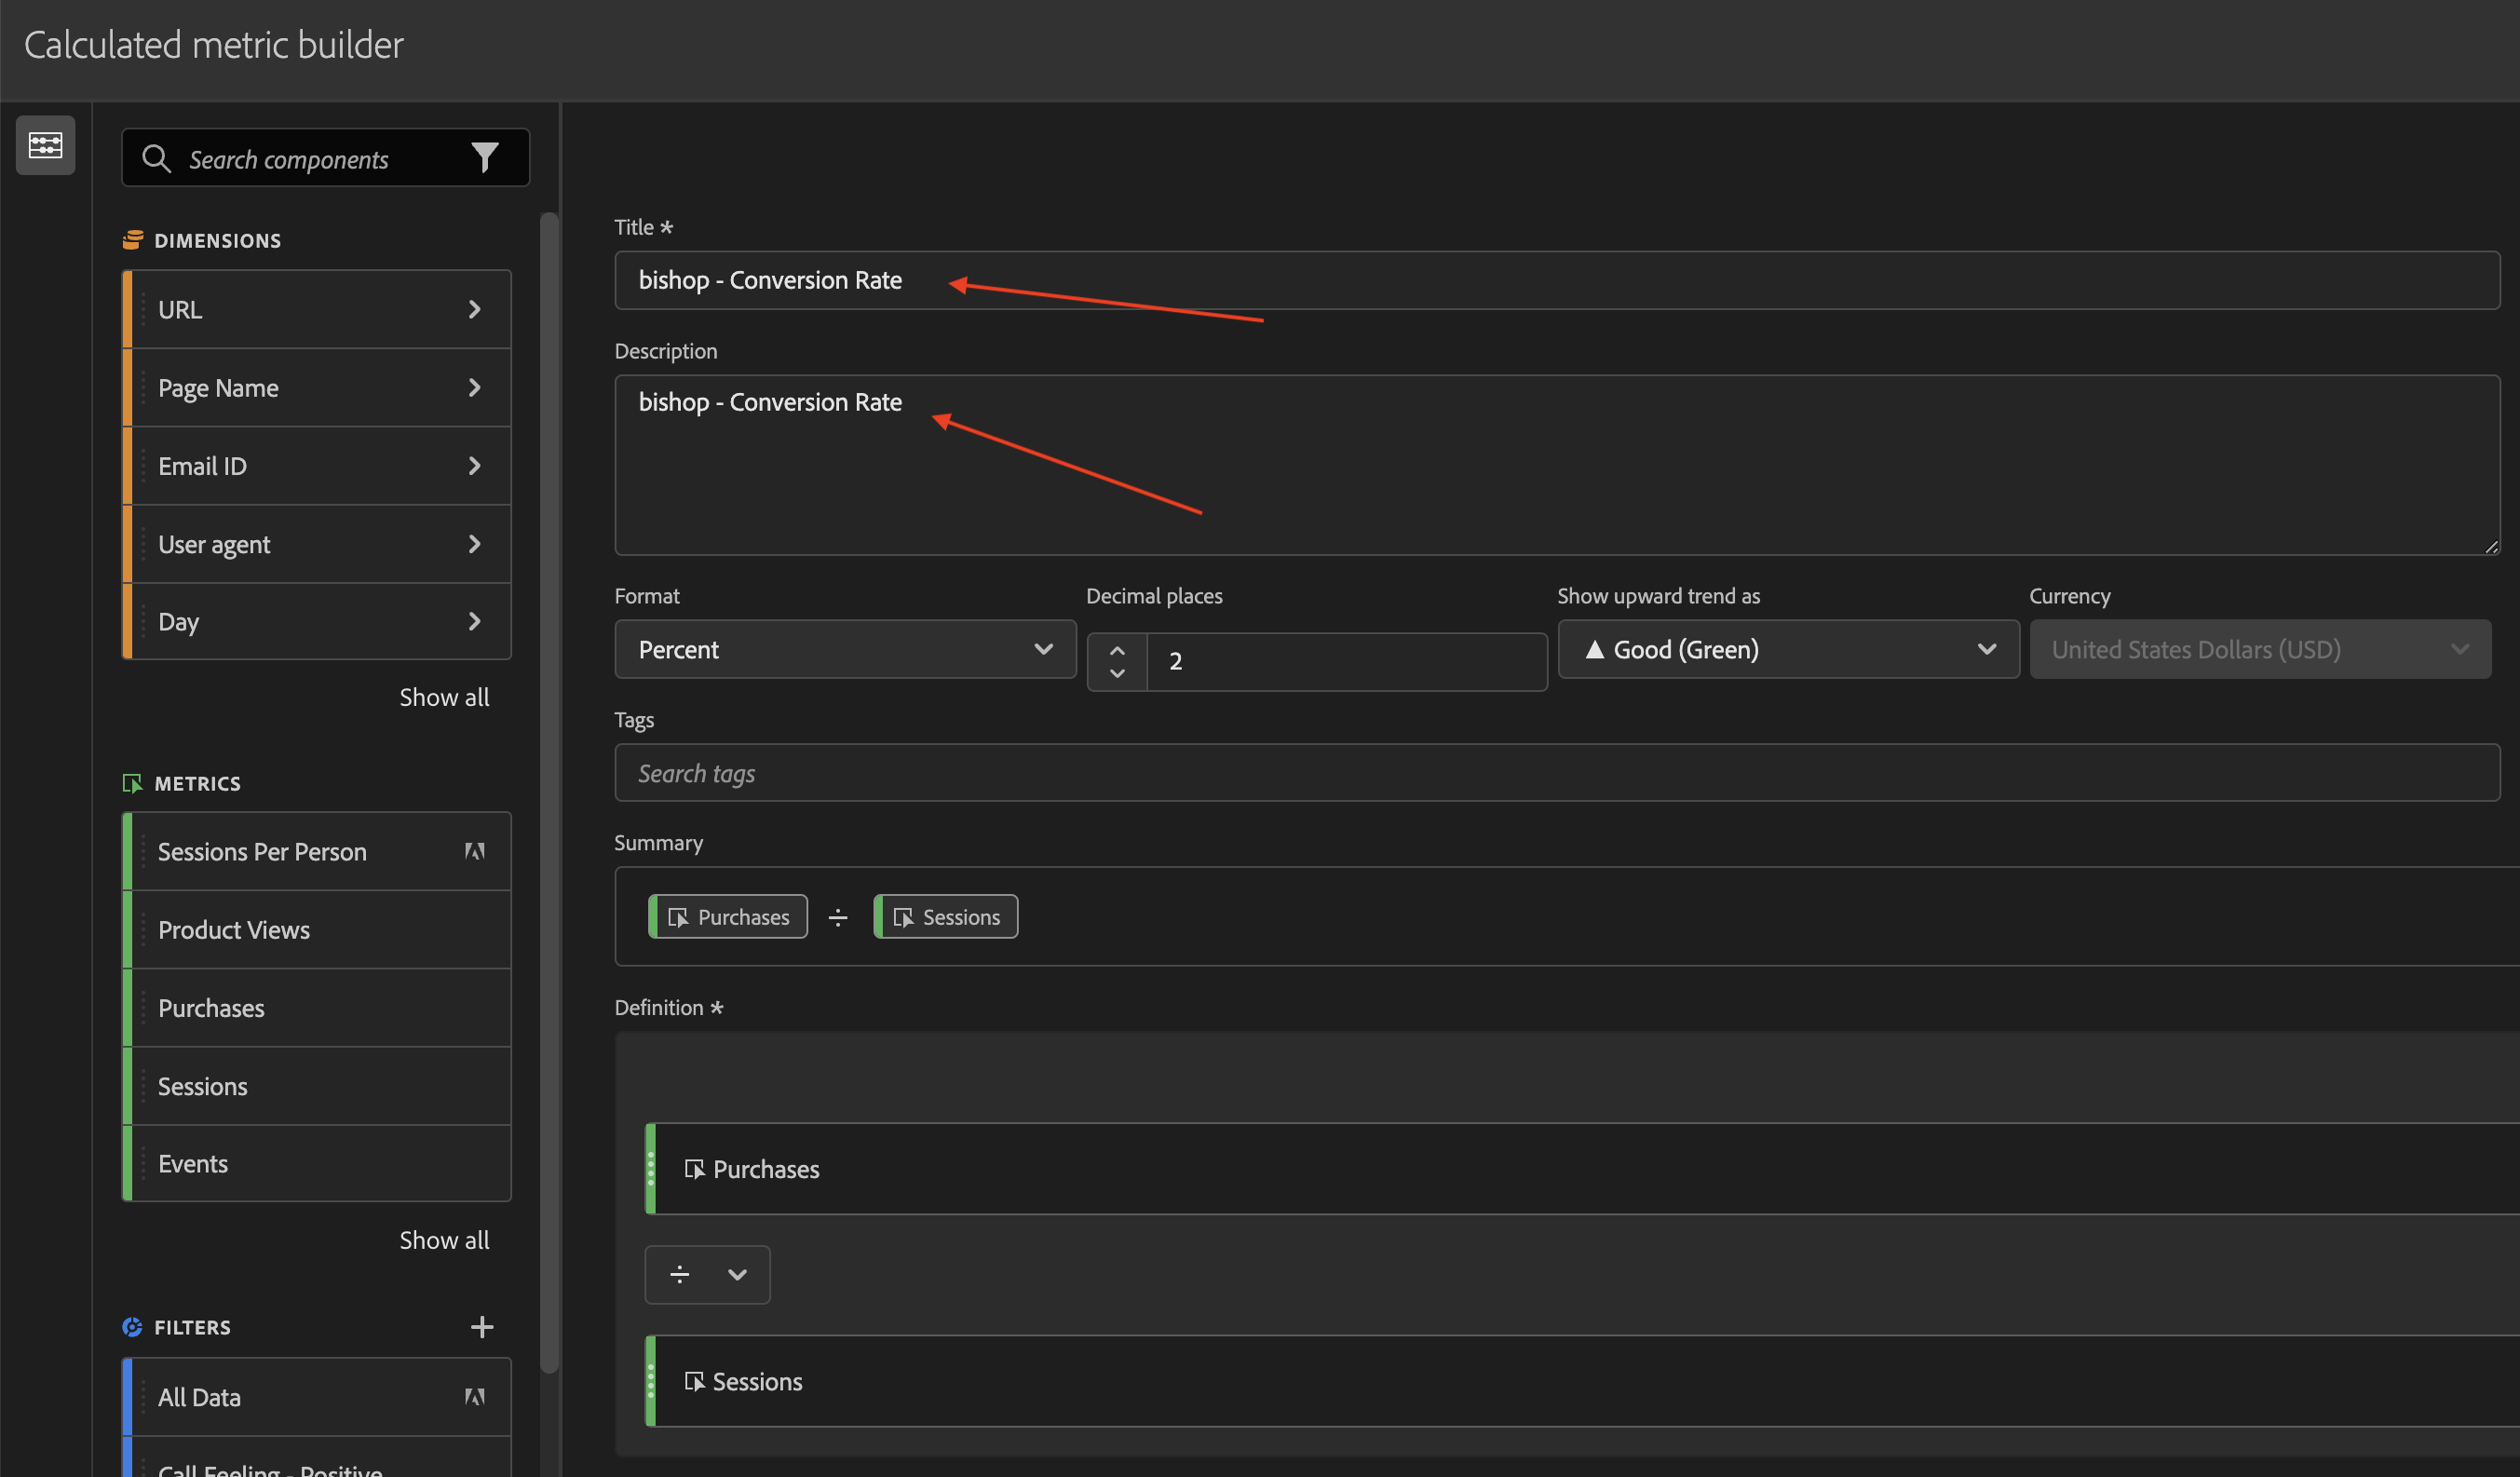 Calculated metric builder
Search components
DIMENSIONS
URL
Page Name
Email ID
User agent
Day
Show all
METRICS
Sessions Per Person
Product Views
Purchases
Sessions
Events
Show all
FILTERS
All Data
Call Feeling - Positive
Title *
bishop - Conversion Rate
Description
bishop - Conversion Rate
Format
Percent
Decimal places
2
Show upward trend as
Good (Green)
Currency
United States Dollars (USD)
Tags
Search tags
Summary
Purchases ÷ Sessions
Definition *
Purchases
÷
Sessions